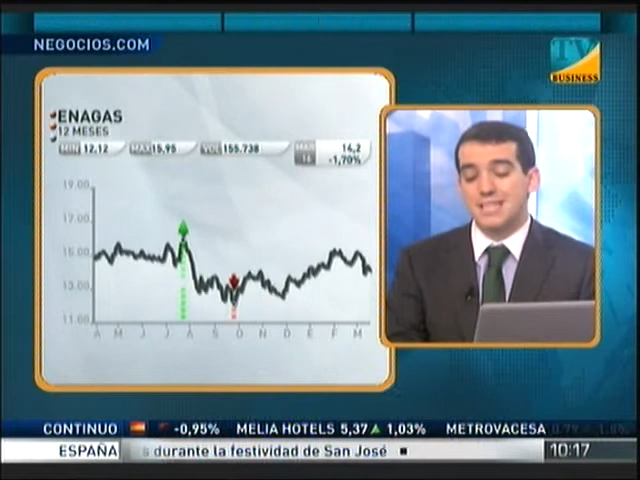 NEGOCIOS.COM
TV
BUSINESS
ENAGAS
12 MESES
MIN 12,12 MAX 15,95 VOL 155.738 MAR 16 14,2 -1,70%
19.00
17.00
15.00
13.00
11.00
A M J J A S O N D E F M
CONTINUO -0,95% MELIA HOTELS 5,37 1,03% METROVACESA
ESPAÑA s durante la festividad de San José 10:17